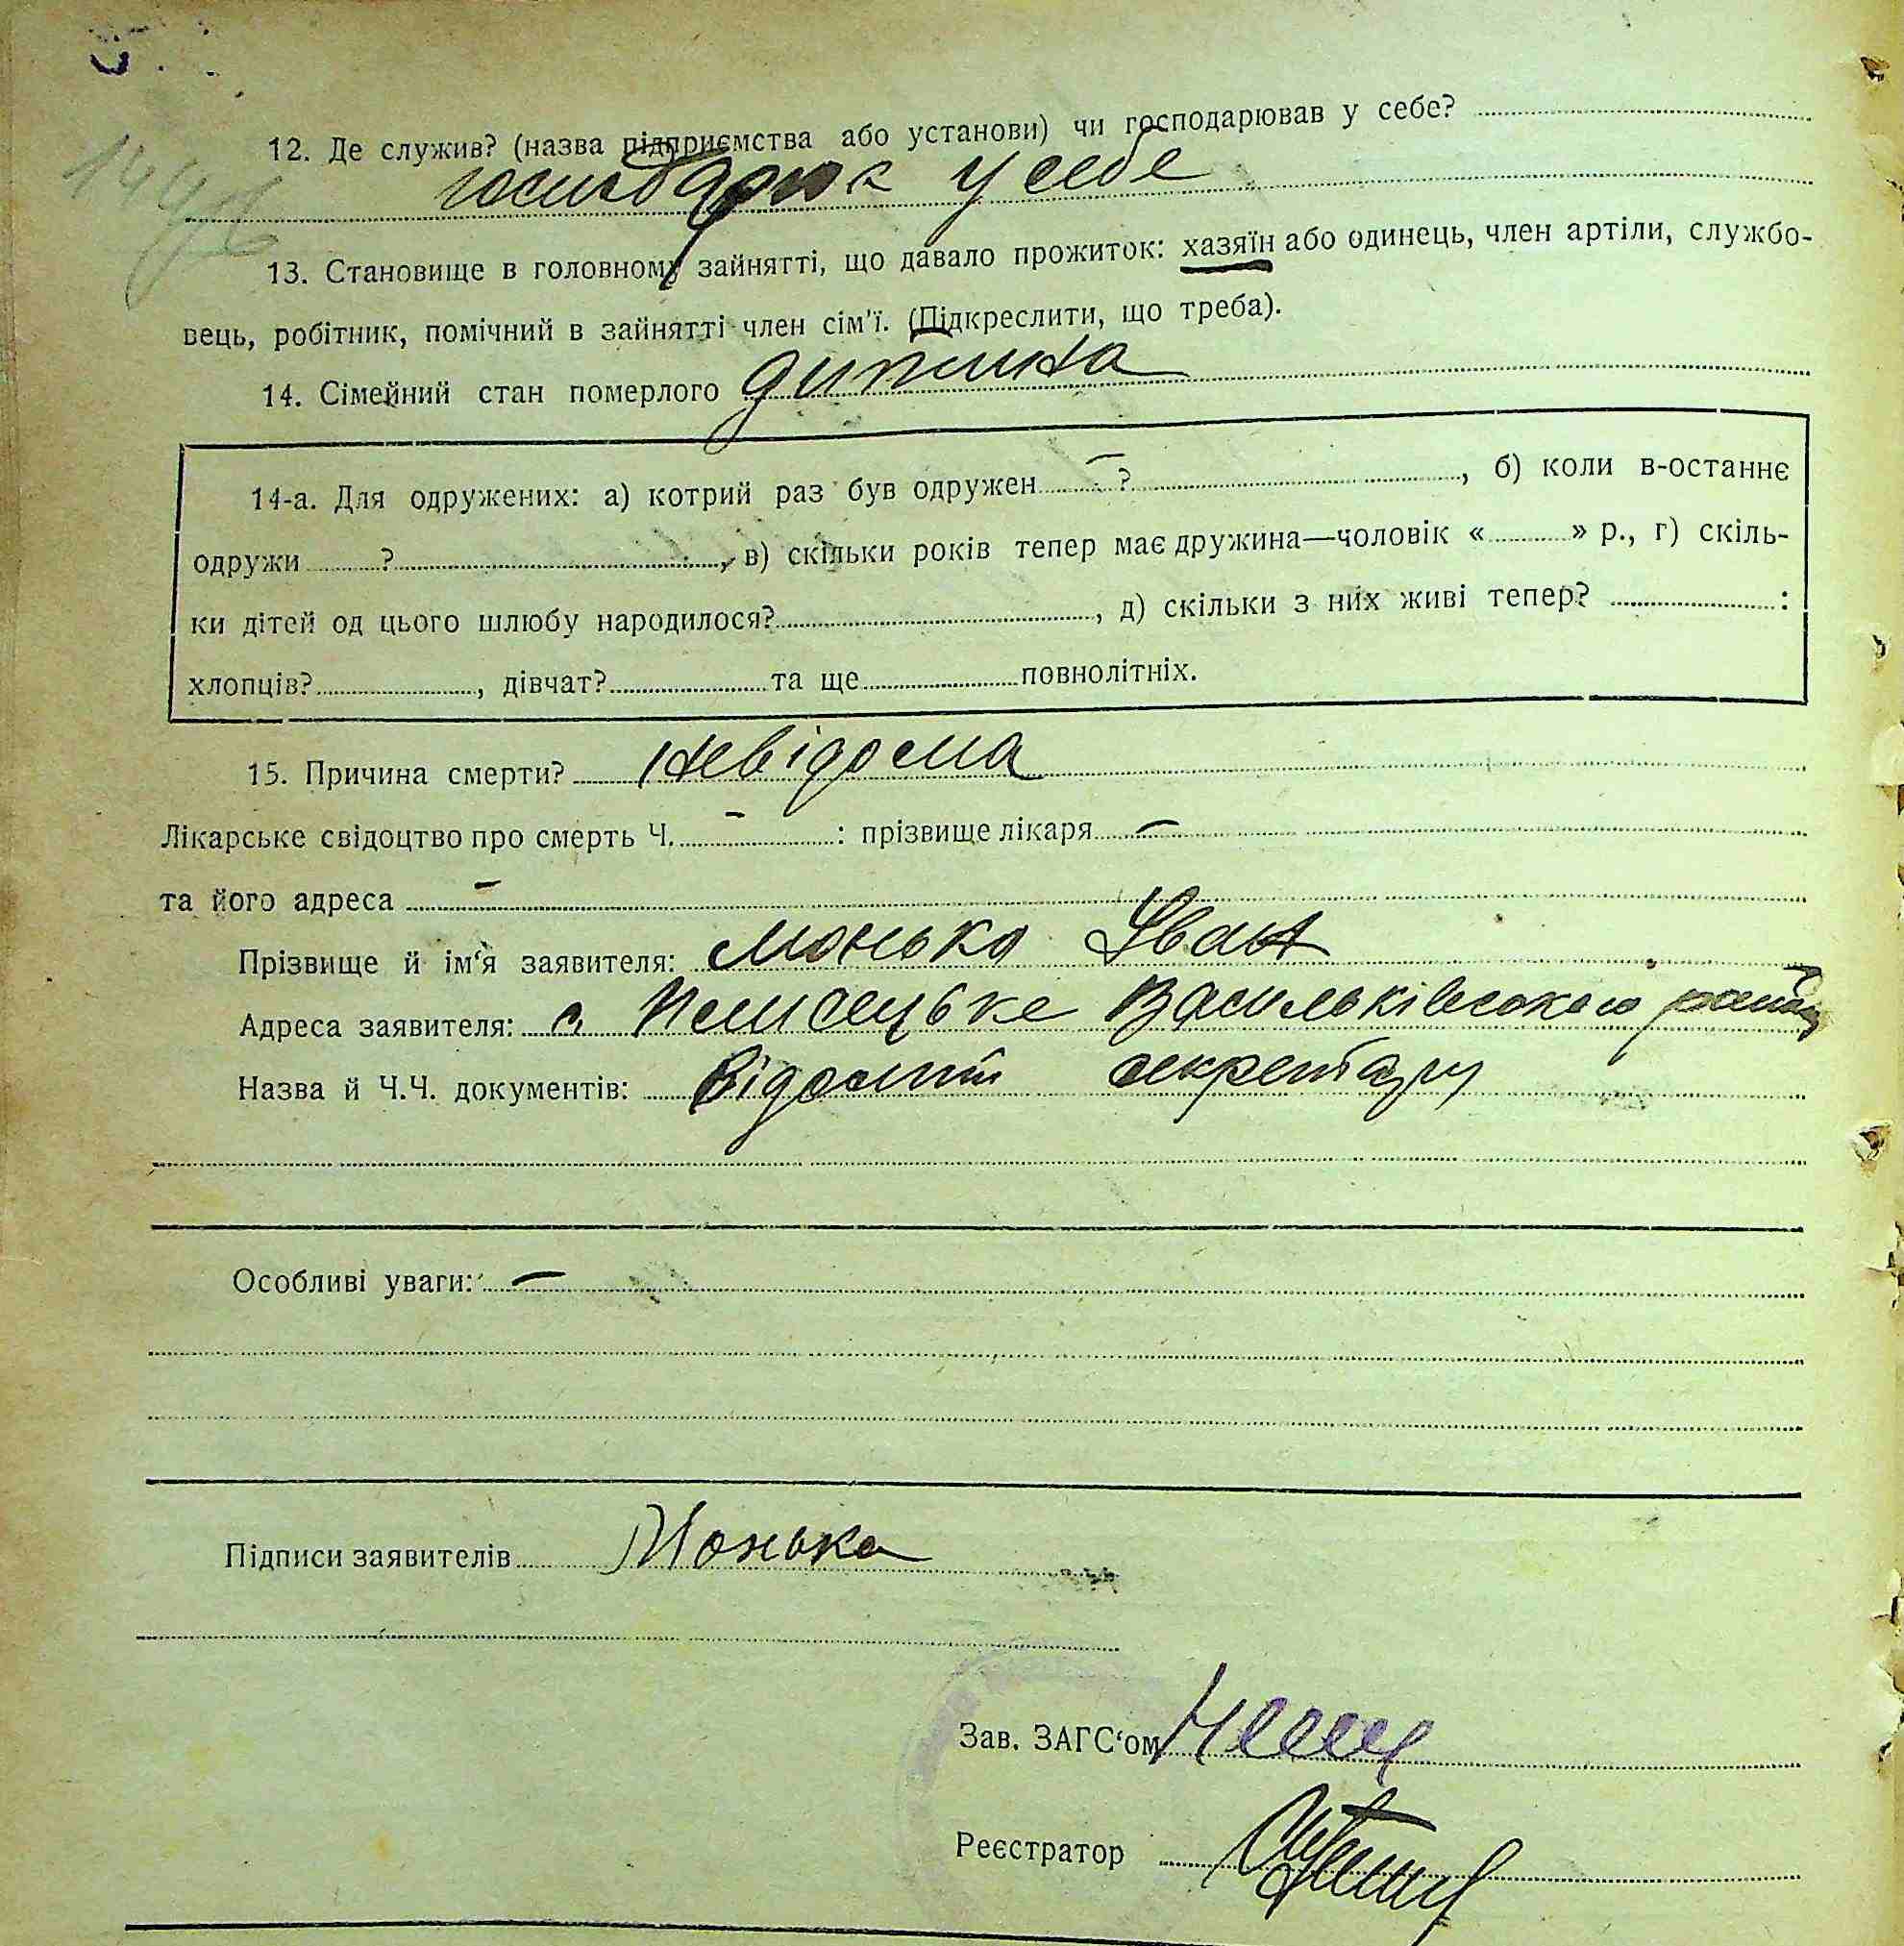 12. Де служив? (назва підприємства або установи) чи господарював у себе?
у себе
13. Становище в головному зайнятті, що давало прожиток: хазяїн або одинець, член артіли, службо-
вець, робітник, помічний в зайнятті член сім'ї. (Підкреслити, що треба).
14. Сімейний стан померлого дитина
14-а. Для одружених: а) котрий раз був одружен - ? , б) коли в-останнє
одружи ? , в) скільки років тепер має дружина—чоловік « » р., г) скіль-
ки дітей од цього шлюбу народилося? , д) скільки з них живі тепер? :
хлопців? , дівчат? та ще повнолітніх.
15. Причина смерти? Невідома
Лікарське свідоцтво про смерть Ч. - : прізвище лікаря -
та його адреса -
Прізвище й ім'я заявителя: Монько Іван
Адреса заявителя: с. Васильківського
Назва й Ч.Ч. документів: Відомий секретарю
Особливі уваги: -
Підписи заявителів Монько
Зав. ЗАГС'ом
Реєстратор